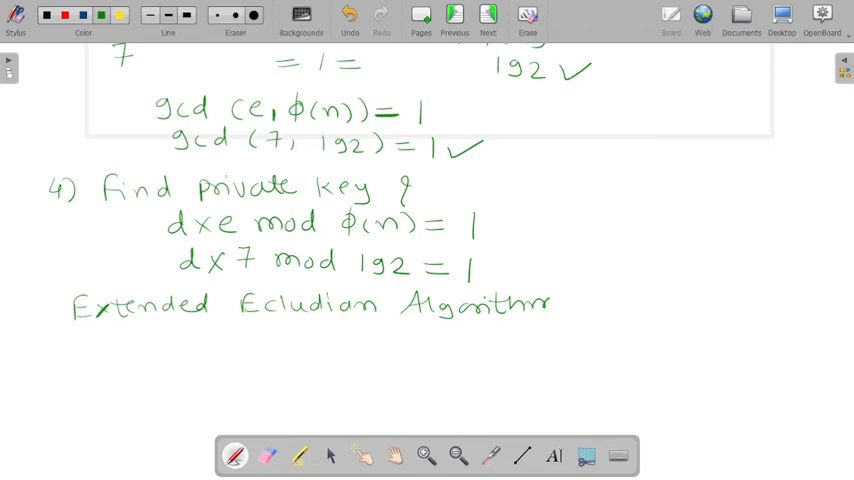 Stylus Color Line Eraser Backgrounds Undo Redo Pages Previous Next Erase Board Web Documents Desktop OpenBoard
7 = 1 = 192 ✓
gcd (e, ϕ(n)) = 1
gcd (7, 192) = 1 ✓
4) Find private key
d x e mod ϕ(n) = 1
d x 7 mod 192 = 1
Extended Ecludian Algorithm
AI